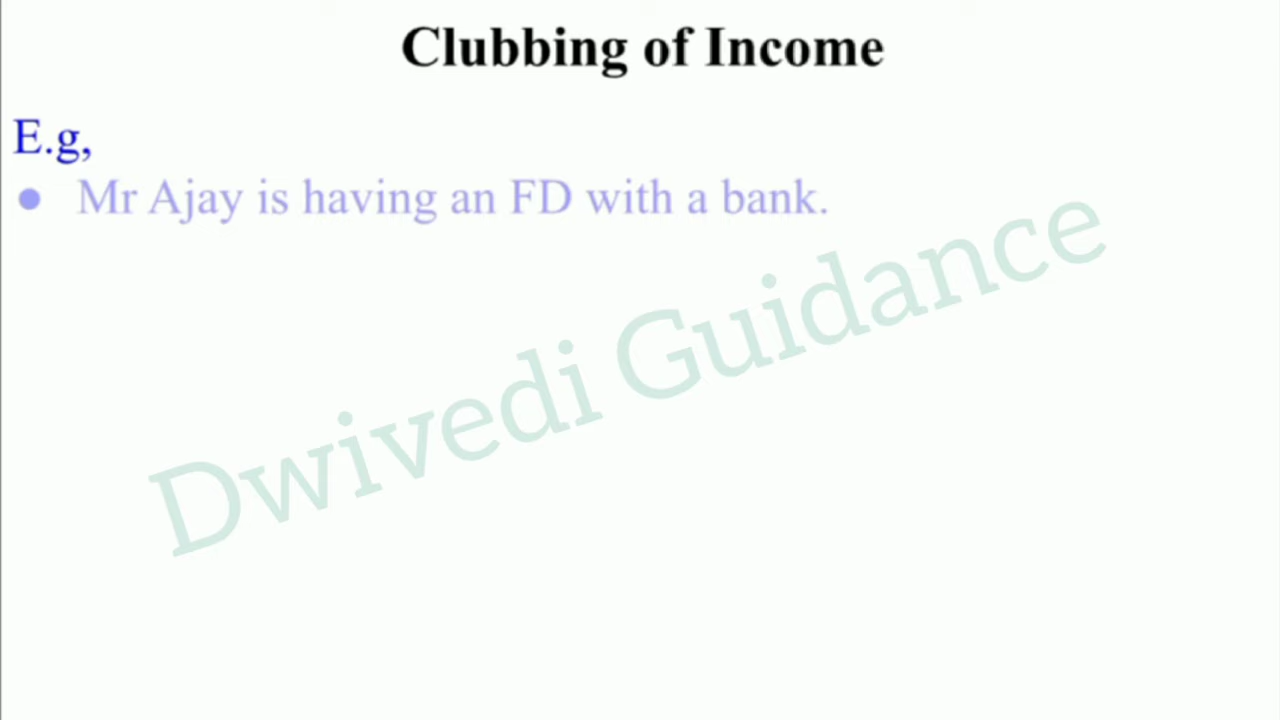 Clubbing of Income
E.g,
● Mr Ajay is having an FD with a bank.
Dwivedi Guidance